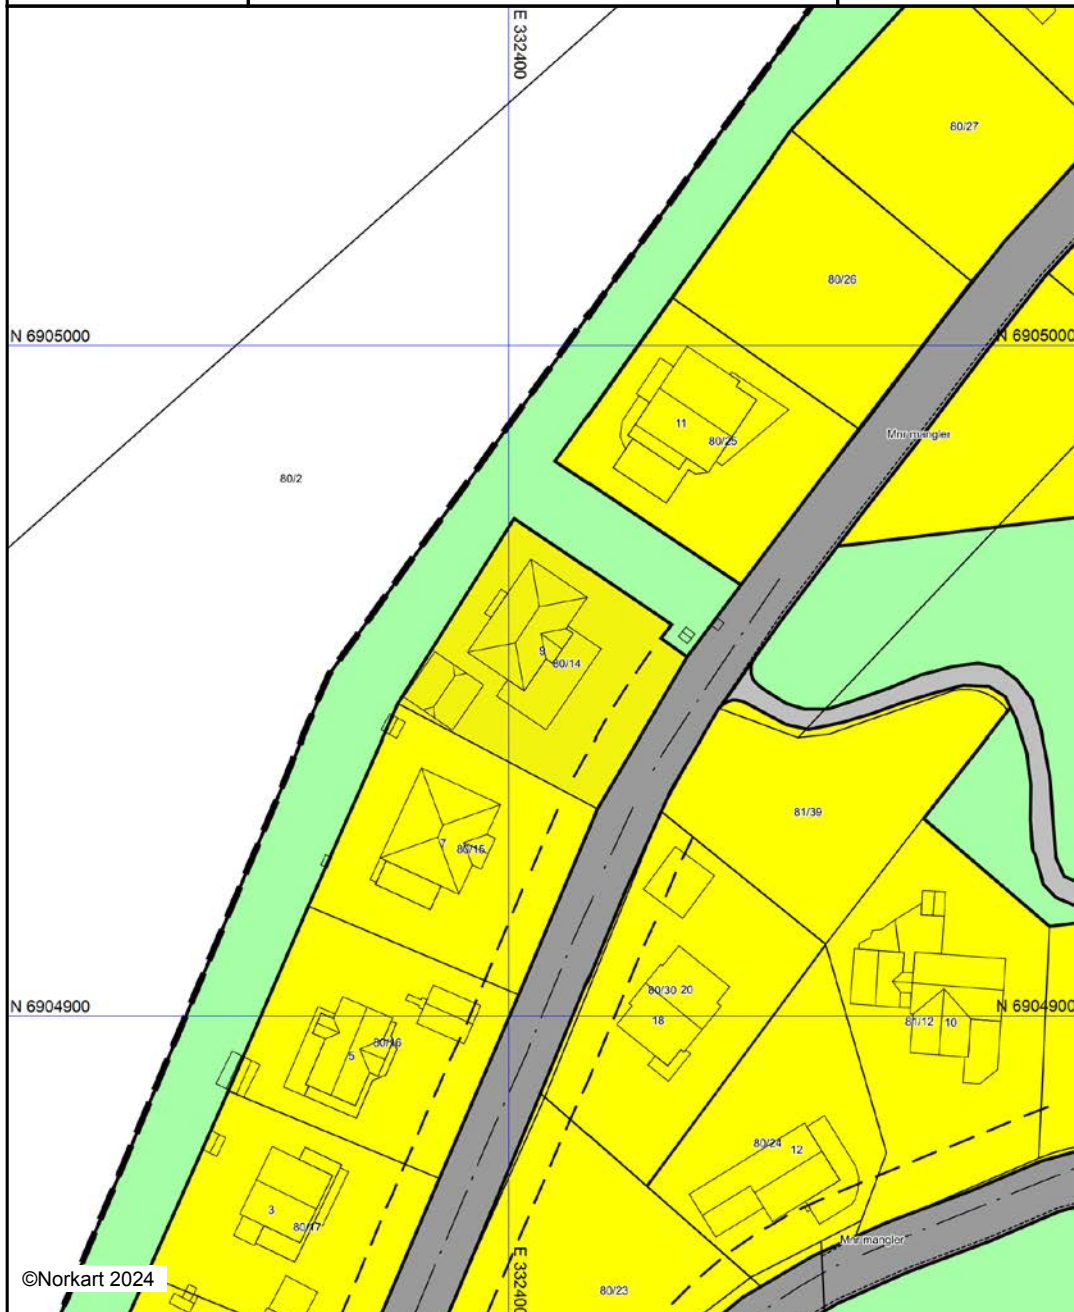 E 332400
80/27
80/26
N 6905000
N 6905000
11
80/25
Mnr mangler
80/2
9
80/14
81/39
7
80/15
80/30 20
N 6904900
N 6904900
18
81/12 10
80/16
5
80/24
12
3
80/17
Mnr mangler
E 332400
©Norkart 2024
80/23